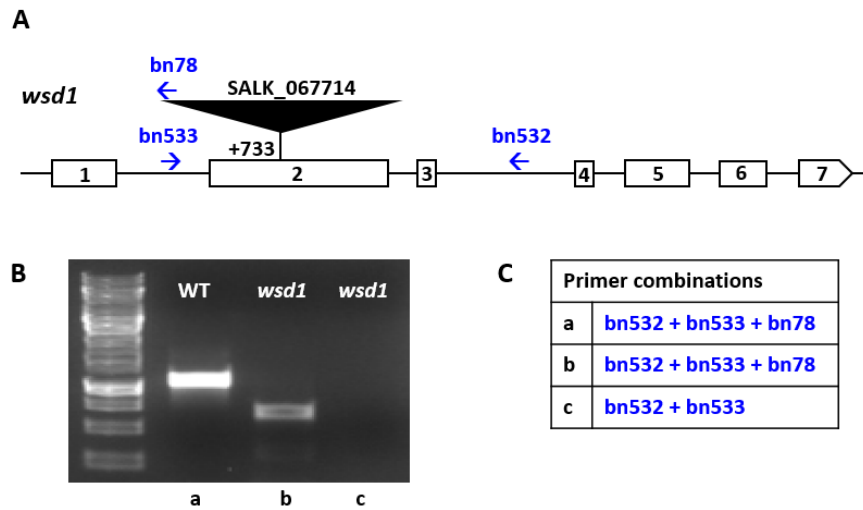 A
bn78
SALK_067714
wsd1
bn533
bn532
+733
1
2
3
4
5
6
7
B
WT wsd1 wsd1
a b c
C
Primer combinations
a bn532 + bn533 + bn78
b bn532 + bn533 + bn78
c bn532 + bn533